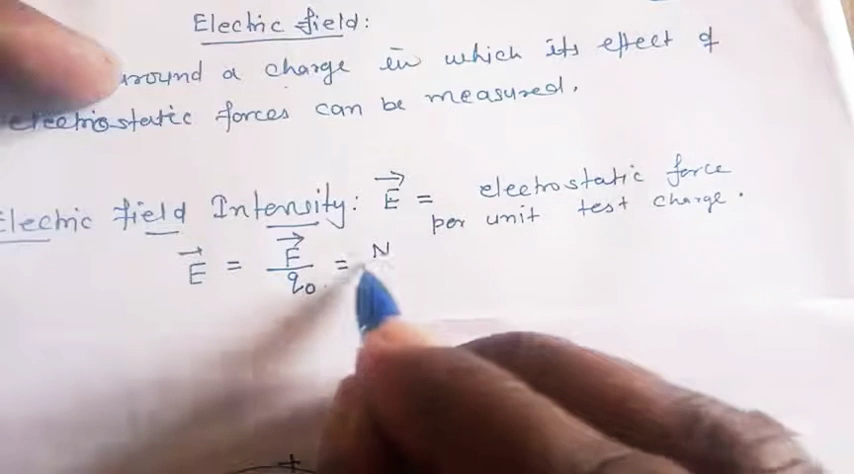 Electric field:
around a charge in which its effect of
electrostatic forces can be measured.
Electric field Intensity: E⃗ = electrostatic force
per unit test charge.
E⃗ = F⃗/q₀ = N